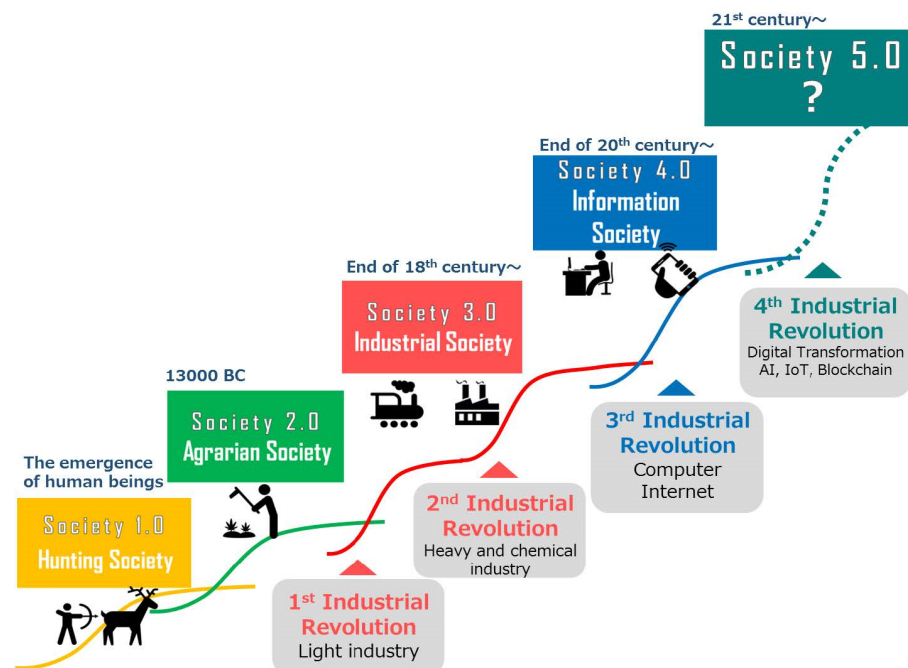 The emergence
of human beings
Society 1.0
Hunting Society
13000 BC
Society 2.0
Agrarian Society
End of 18th century～
Society 3.0
Industrial Society
End of 20th century～
Society 4.0
Information
Society
21st century～
Society 5.0
?
1st Industrial
Revolution
Light industry
2nd Industrial
Revolution
Heavy and chemical
industry
3rd Industrial
Revolution
Computer
Internet
4th Industrial
Revolution
Digital Transformation
AI, IoT, Blockchain